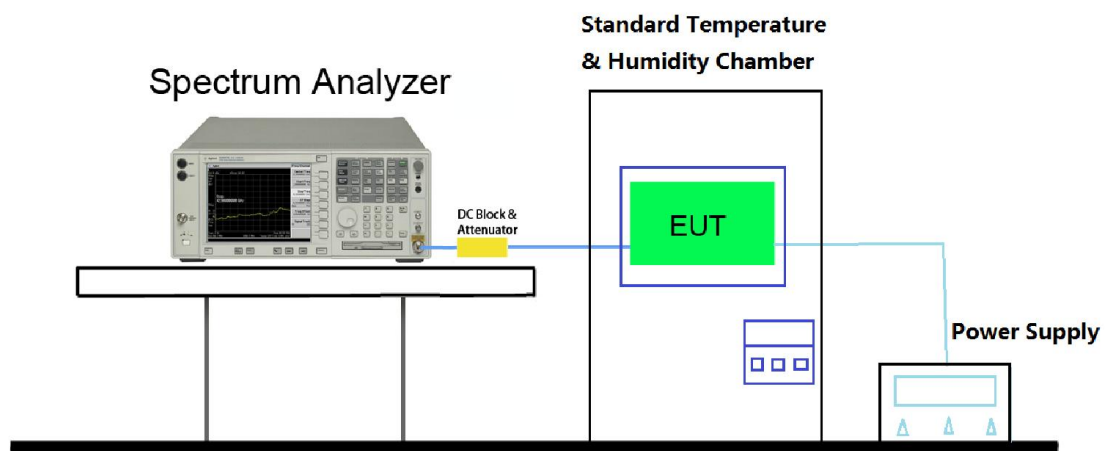 Standard Temperature
& Humidity Chamber
Spectrum Analyzer
DC Block &
Attenuator
EUT
Power Supply